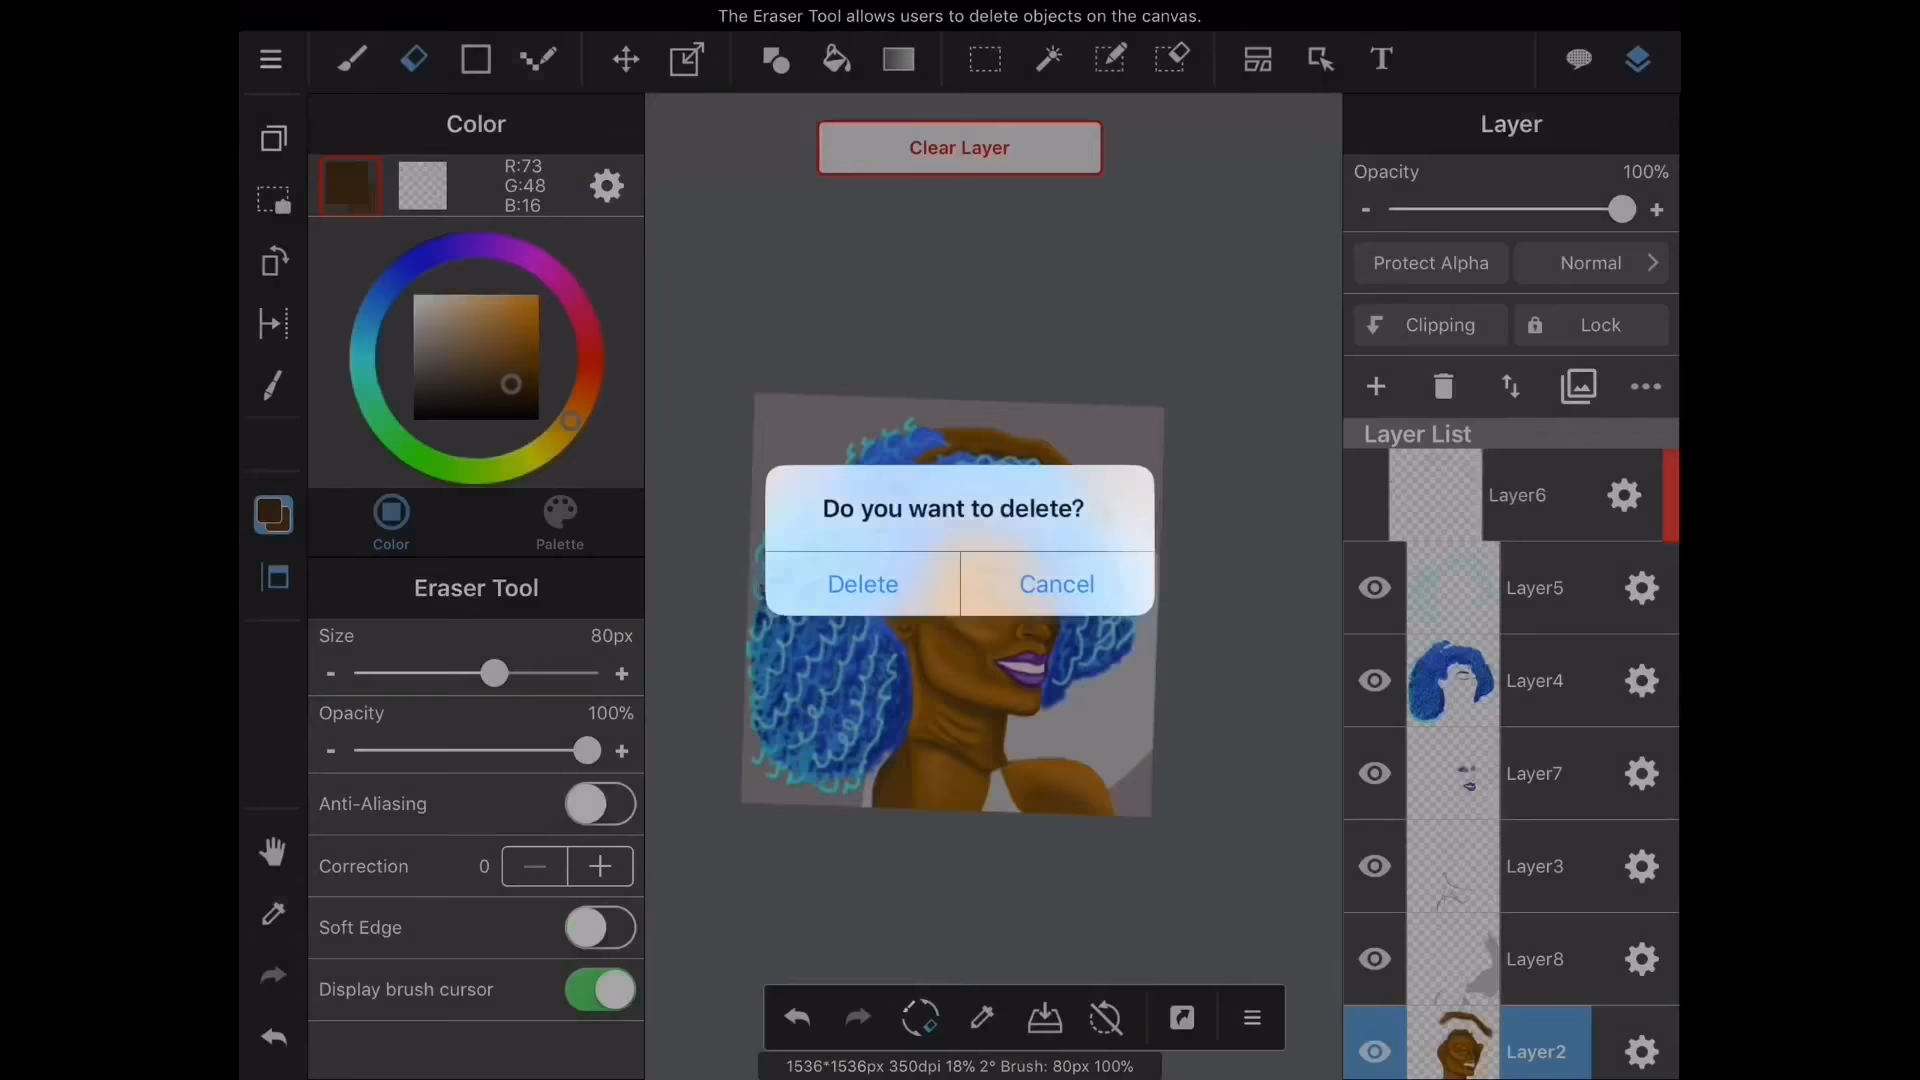 The Eraser Tool allows users to delete objects on the canvas.
T
Color
R:73
G:48
B:16
Color
Palette
Eraser Tool
Size
80px
-
+
Opacity
100%
-
+
Anti-Aliasing
Correction
0
Soft Edge
Display brush cursor
Clear Layer
Do you want to delete?
Delete
Cancel
1536*1536px 350dpi 18% 2° Brush: 80px 100%
Layer
Opacity
100%
-
+
Protect Alpha
Normal
Clipping
Lock
Layer List
Layer6
Layer5
Layer4
Layer7
Layer3
Layer8
Layer2